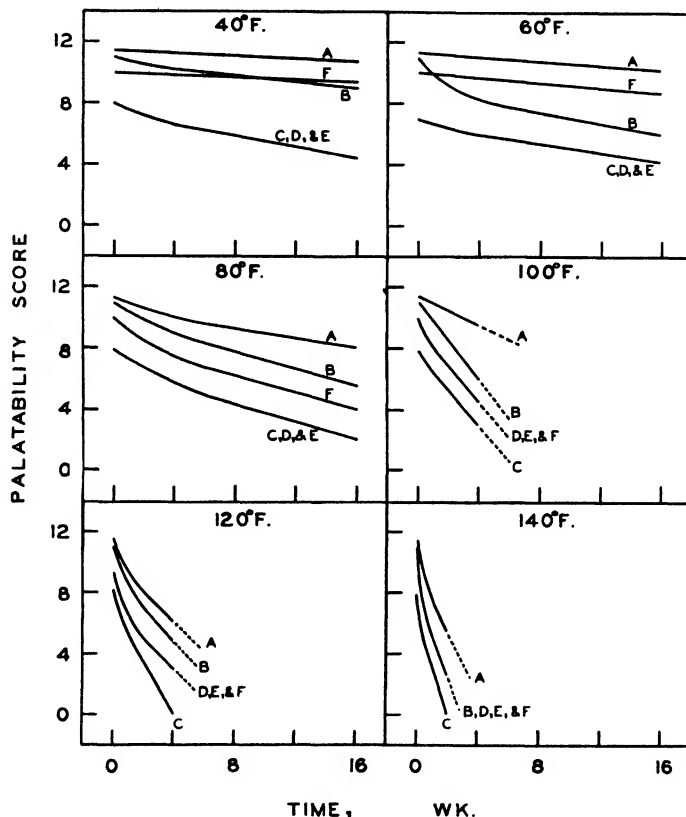 40°F.
60°F.
12
8
4
0
A
F
B
C, D, & E
A
F
B
C, D, & E
PALATABILITY SCORE
80°F.
100°F.
12
8
4
0
A
B
F
C, D, & E
A
B
D, E, & F
C
120°F.
140°F.
12
8
4
0
A
B
D, E, & F
C
A
B, D, E, & F
C
0 8 16 0 8 16
TIME, WK.